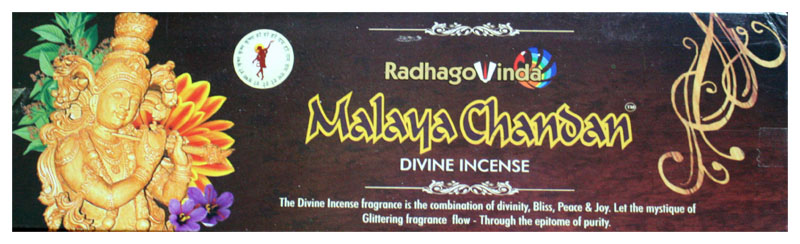 RadhagoVinda
Malaya Chandan™
DIVINE INCENSE
The Divine Incense fragrance is the combination of divinity, Bliss, Peace & Joy. Let the mystique of
Glittering fragrance flow - Through the epitome of purity.